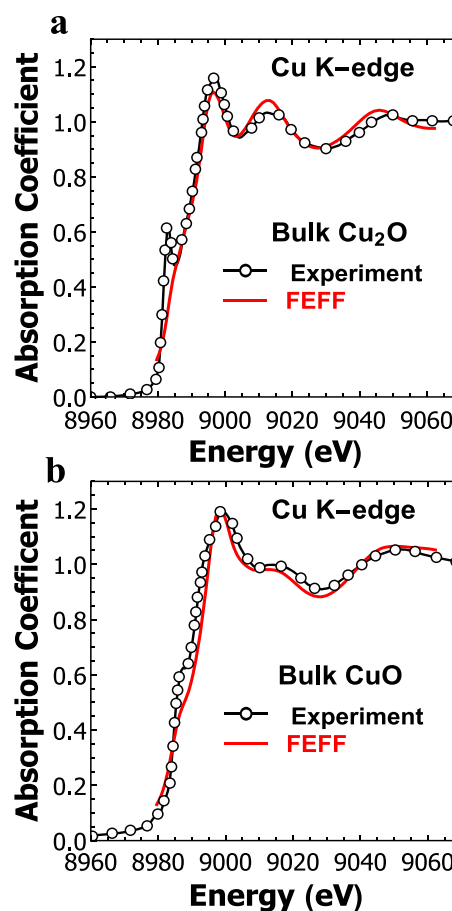 a
Cu K-edge
1.2
1.0
0.8
0.6
0.4
0.2
0.0
Absorption Coefficient
Bulk Cu₂O
Experiment
FEFF
8960 8980 9000 9020 9040 9060
Energy (eV)
b
Cu K-edge
1.2
1.0
0.8
0.6
0.4
0.2
0.0
Absorption Coefficent
Bulk CuO
Experiment
FEFF
8960 8980 9000 9020 9040 9060
Energy (eV)